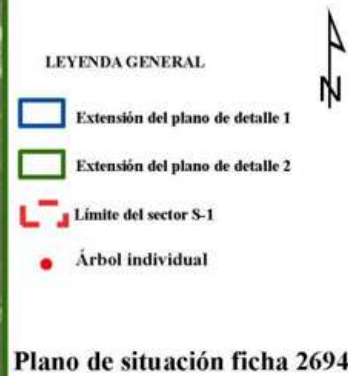 LEYENDA GENERAL
N
Extensión del plano de detalle 1
Extensión del plano de detalle 2
Límite del sector S-1
Árbol individual
Plano de situación ficha 2694